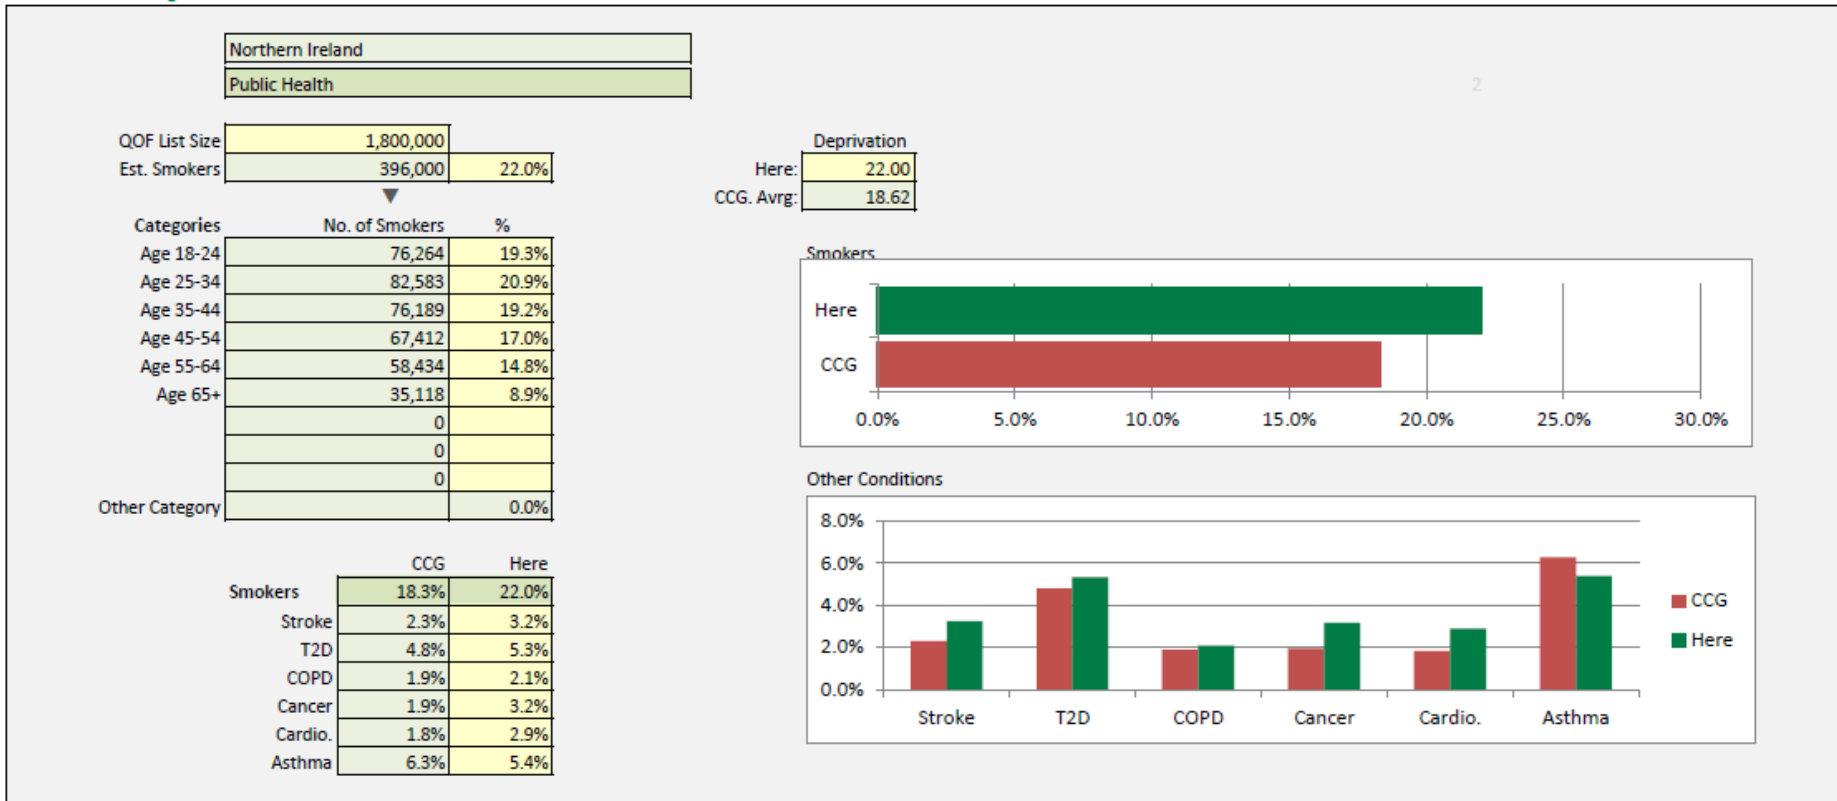 Northern Ireland
Public Health
2
QOF List Size 1,800,000
Est. Smokers 396,000 22.0%
Deprivation
Here: 22.00
CCG. Avrg: 18.62
Categories No. of Smokers %
Age 18-24 76,264 19.3%
Age 25-34 82,583 20.9%
Age 35-44 76,189 19.2%
Age 45-54 67,412 17.0%
Age 55-64 58,434 14.8%
Age 65+ 35,118 8.9%
0
0
0
Other Category 0.0%
CCG Here
Smokers 18.3% 22.0%
Stroke 2.3% 3.2%
T2D 4.8% 5.3%
COPD 1.9% 2.1%
Cancer 1.9% 3.2%
Cardio. 1.8% 2.9%
Asthma 6.3% 5.4%
Smokers
Here
CCG
0.0% 5.0% 10.0% 15.0% 20.0% 25.0% 30.0%
Other Conditions
8.0%
6.0%
4.0%
2.0%
0.0%
Stroke T2D COPD Cancer Cardio. Asthma
CCG
Here